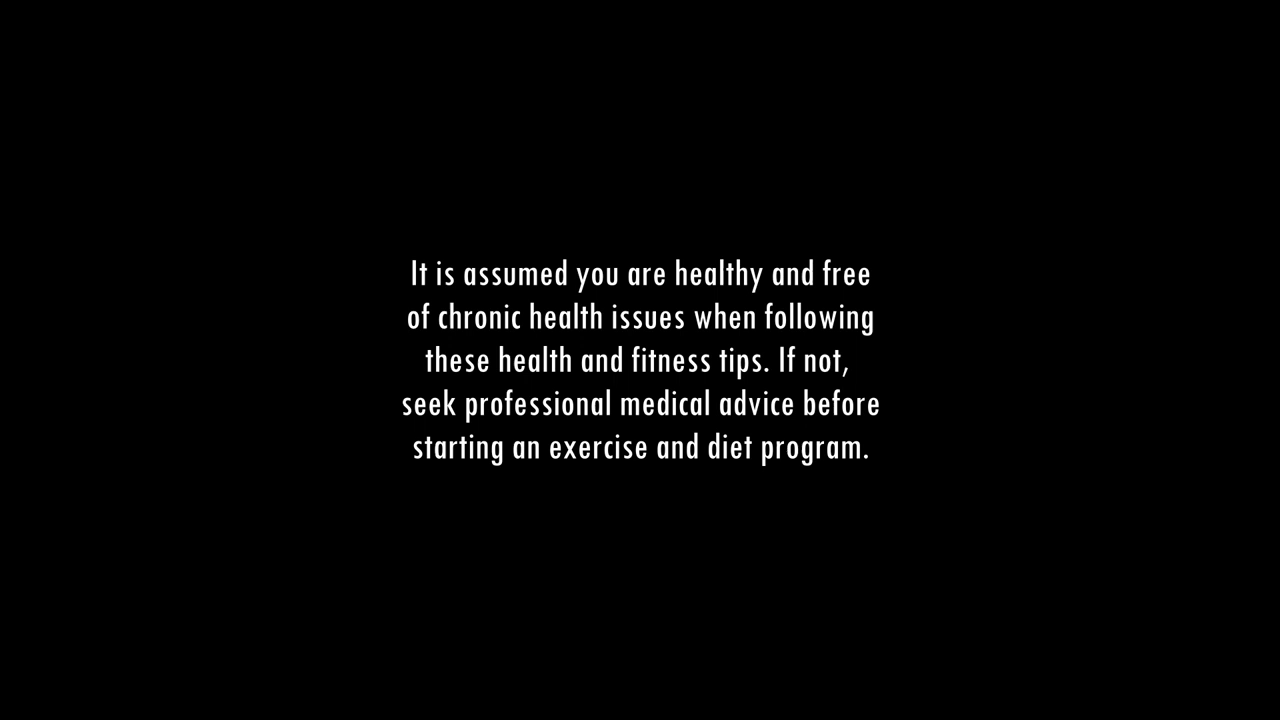 It is assumed you are healthy and free
of chronic health issues when following
these health and fitness tips. If not,
seek professional medical advice before
starting an exercise and diet program.